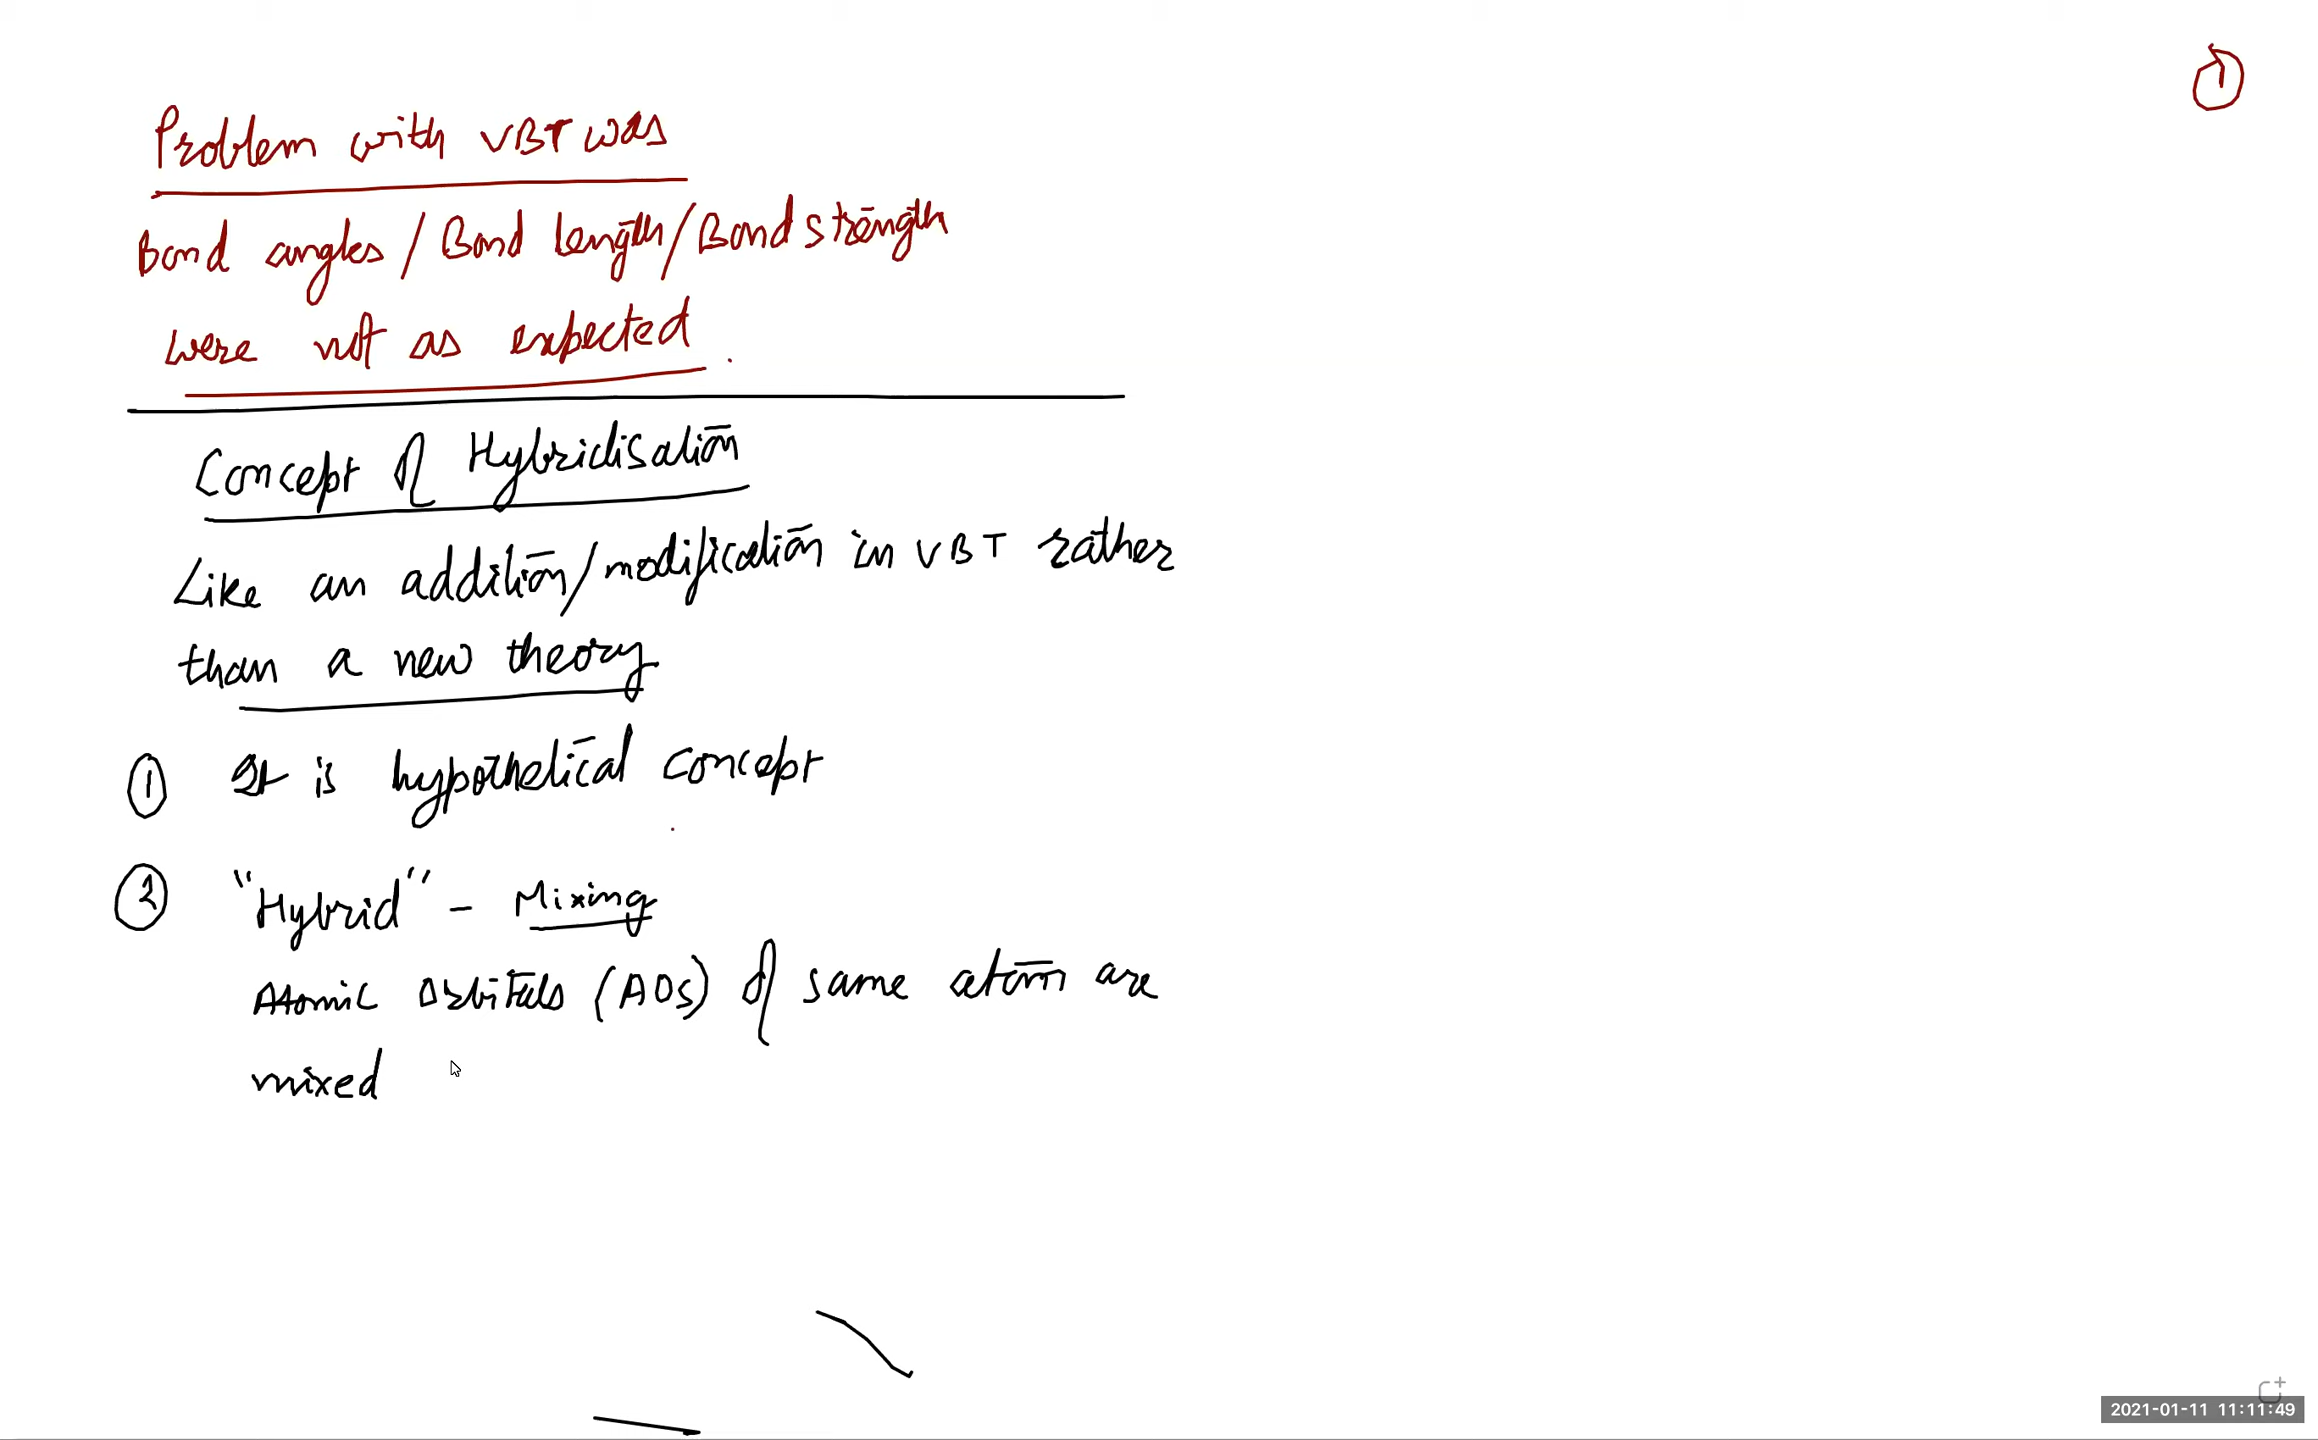 1
Problem with VBT was
Bond angles/Bond length/Bond strength
were not as expected.
Concept of Hybridisation
Like an addition/modification in VBT rather
than a new theory
1 It is hypothetical concept
2 "Hybrid" - Mixing
Atomic Orbitals (AOs) of same atom are
mixed
2021-01-11 11:11:49